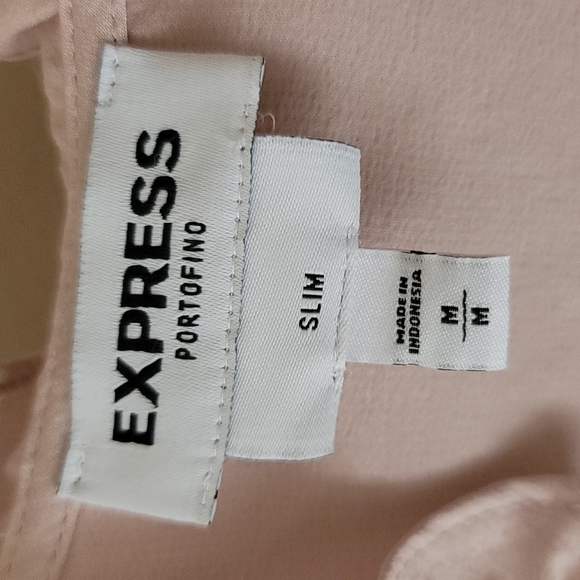 EXPRESS
PORTOFINO
SLIM
MADE IN
INDONESIA
M
M